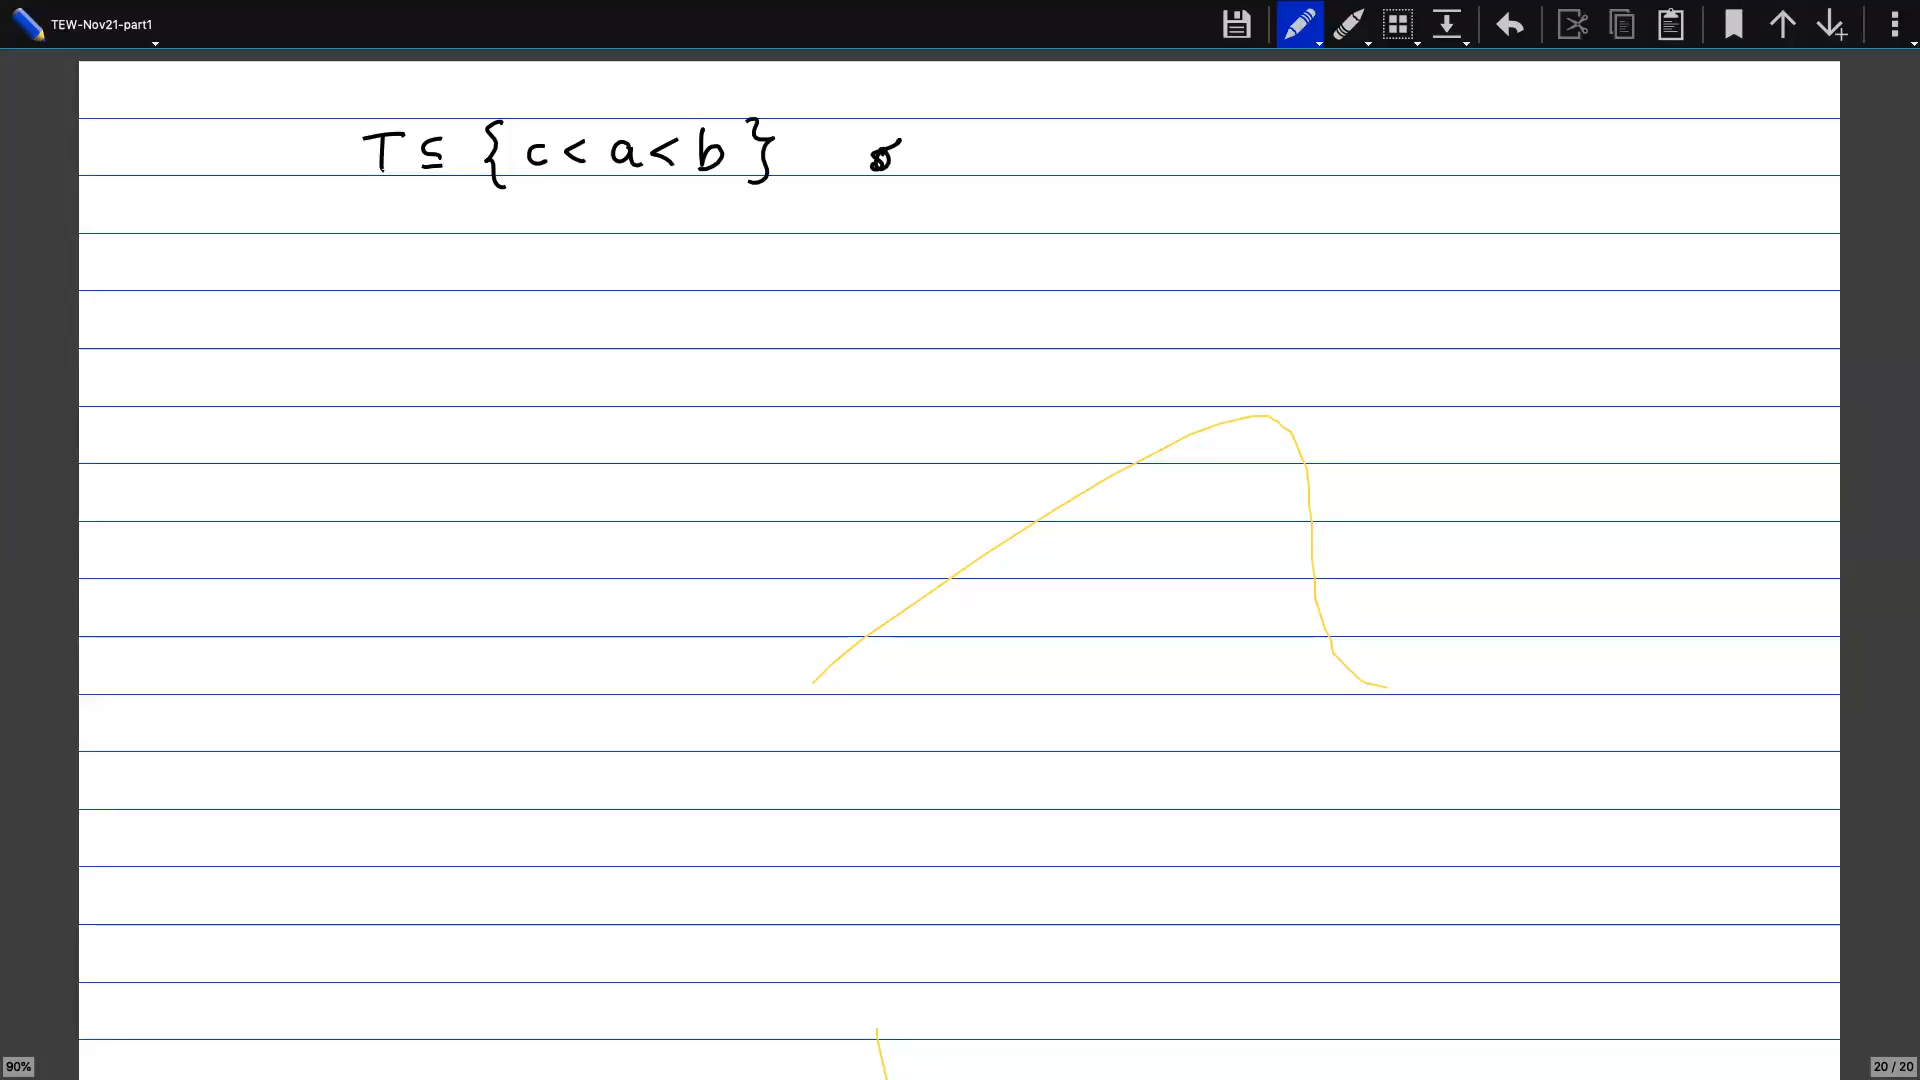 TEW-Nov21-part1
T ⊆ { c < a < b } σ
90%
20 / 20